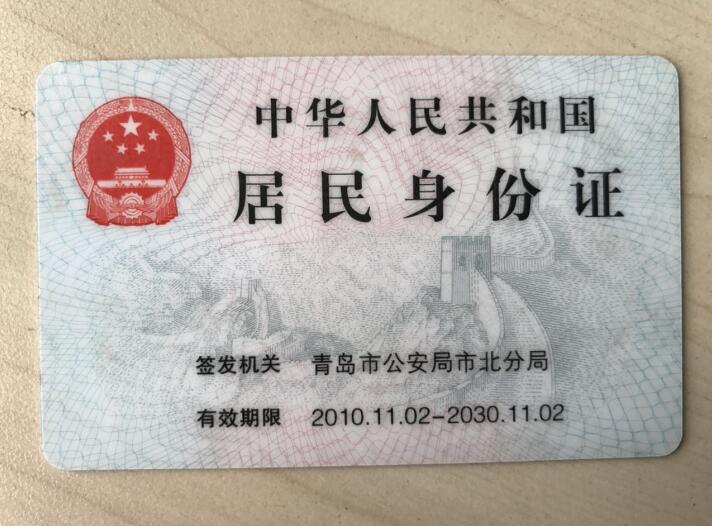 中华人民共和国
居民身份证
签发机关 青岛市公安局市北分局
有效期限 2010.11.02-2030.11.02